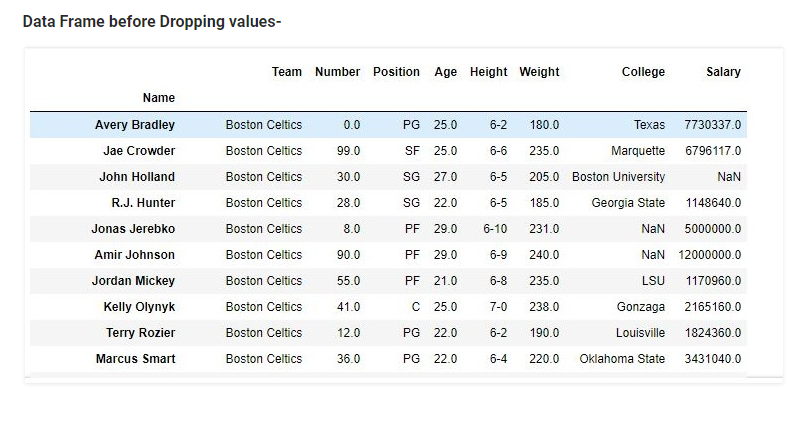 Data Frame before Dropping values-
Team Number Position Age Height Weight College Salary
Name
Avery Bradley Boston Celtics 0.0 PG 25.0 6-2 180.0 Texas 7730337.0
Jae Crowder Boston Celtics 99.0 SF 25.0 6-6 235.0 Marquette 6796117.0
John Holland Boston Celtics 30.0 SG 27.0 6-5 205.0 Boston University NaN
R.J. Hunter Boston Celtics 28.0 SG 22.0 6-5 185.0 Georgia State 1148640.0
Jonas Jerebko Boston Celtics 8.0 PF 29.0 6-10 231.0 NaN 5000000.0
Amir Johnson Boston Celtics 90.0 PF 29.0 6-9 240.0 NaN 12000000.0
Jordan Mickey Boston Celtics 55.0 PF 21.0 6-8 235.0 LSU 1170960.0
Kelly Olynyk Boston Celtics 41.0 C 25.0 7-0 238.0 Gonzaga 2165160.0
Terry Rozier Boston Celtics 12.0 PG 22.0 6-2 190.0 Louisville 1824360.0
Marcus Smart Boston Celtics 36.0 PG 22.0 6-4 220.0 Oklahoma State 3431040.0